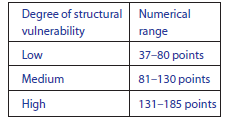 Degree of structural Numerical
vulnerability range
Low 37–80 points
Medium 81–130 points
High 131–185 points